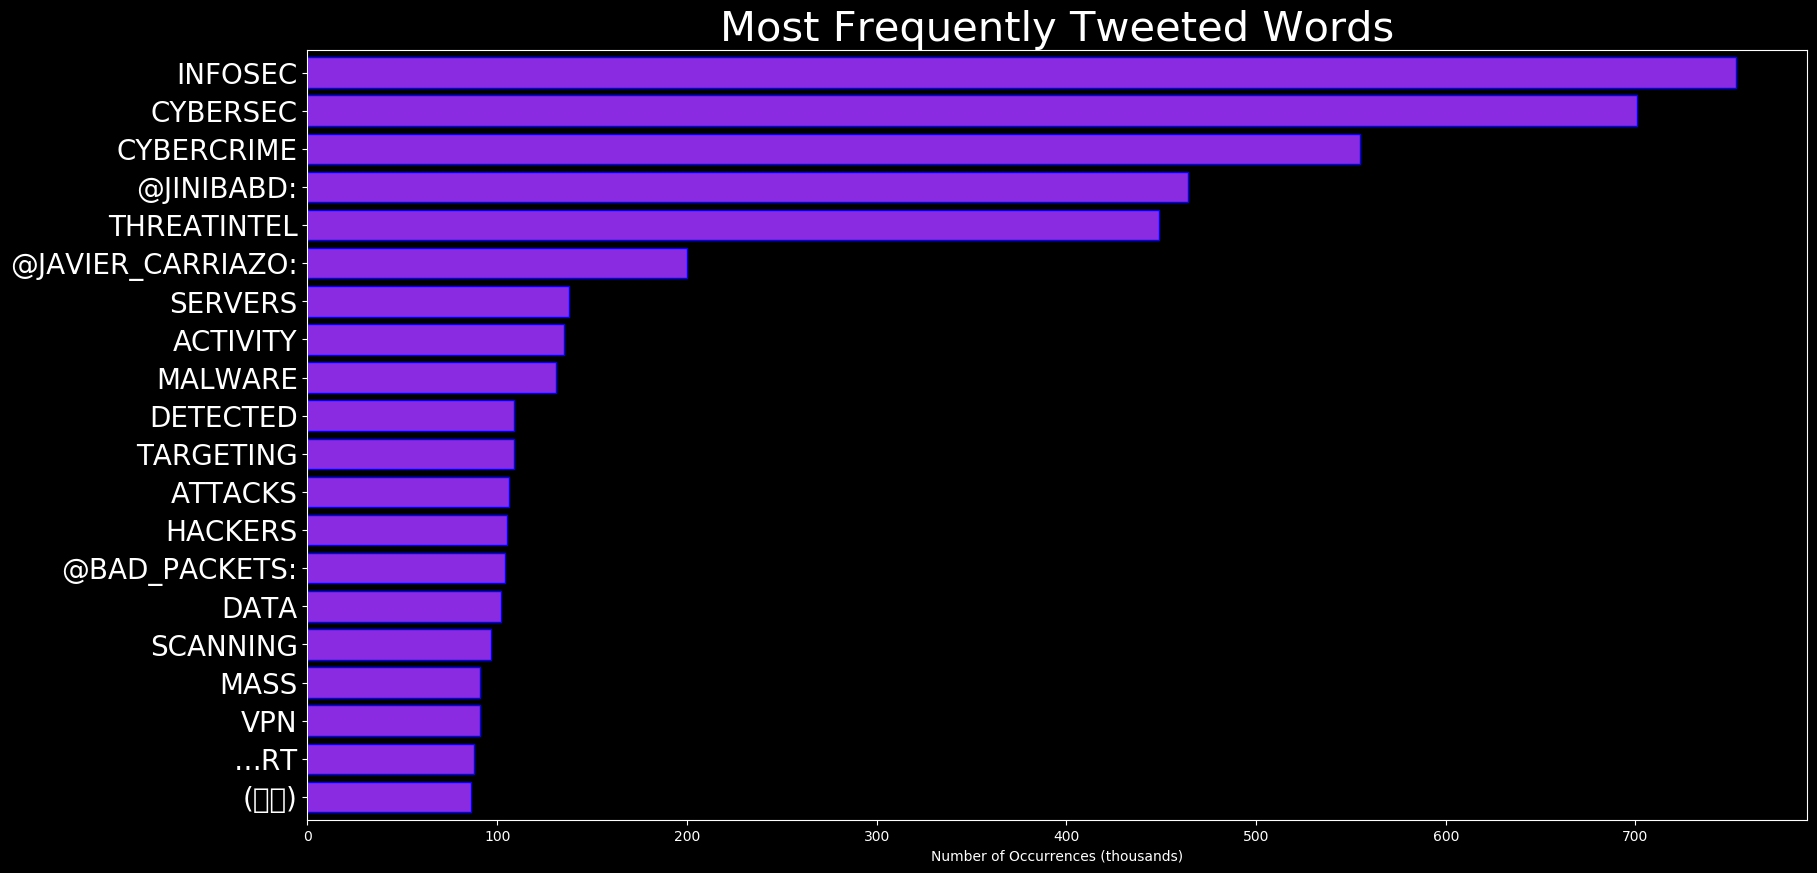 Most Frequently Tweeted Words
INFOSEC
CYBERSEC
CYBERCRIME
@JINIBABD:
THREATINTEL
@JAVIER_CARRIAZO:
SERVERS
ACTIVITY
MALWARE
DETECTED
TARGETING
ATTACKS
HACKERS
@BAD_PACKETS:
DATA
SCANNING
MASS
VPN
…RT
(▯▯)
0 100 200 300 400 500 600 700
Number of Occurrences (thousands)